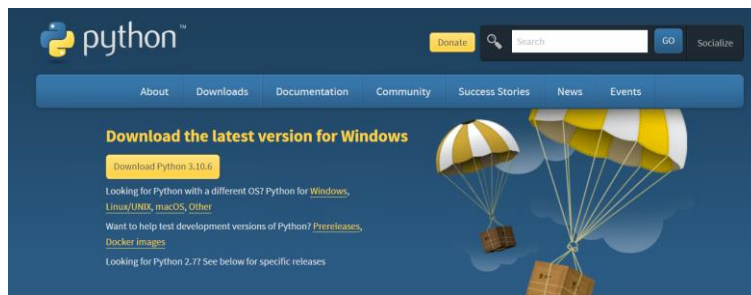 python™
Donate
Search
GO
Socialize
About Downloads Documentation Community Success Stories News Events
Download the latest version for Windows
Download Python 3.10.6
Looking for Python with a different OS? Python for Windows,
Linux/UNIX, macOS, Other
Want to help test development versions of Python? Prereleases,
Docker images
Looking for Python 2.7? See below for specific releases